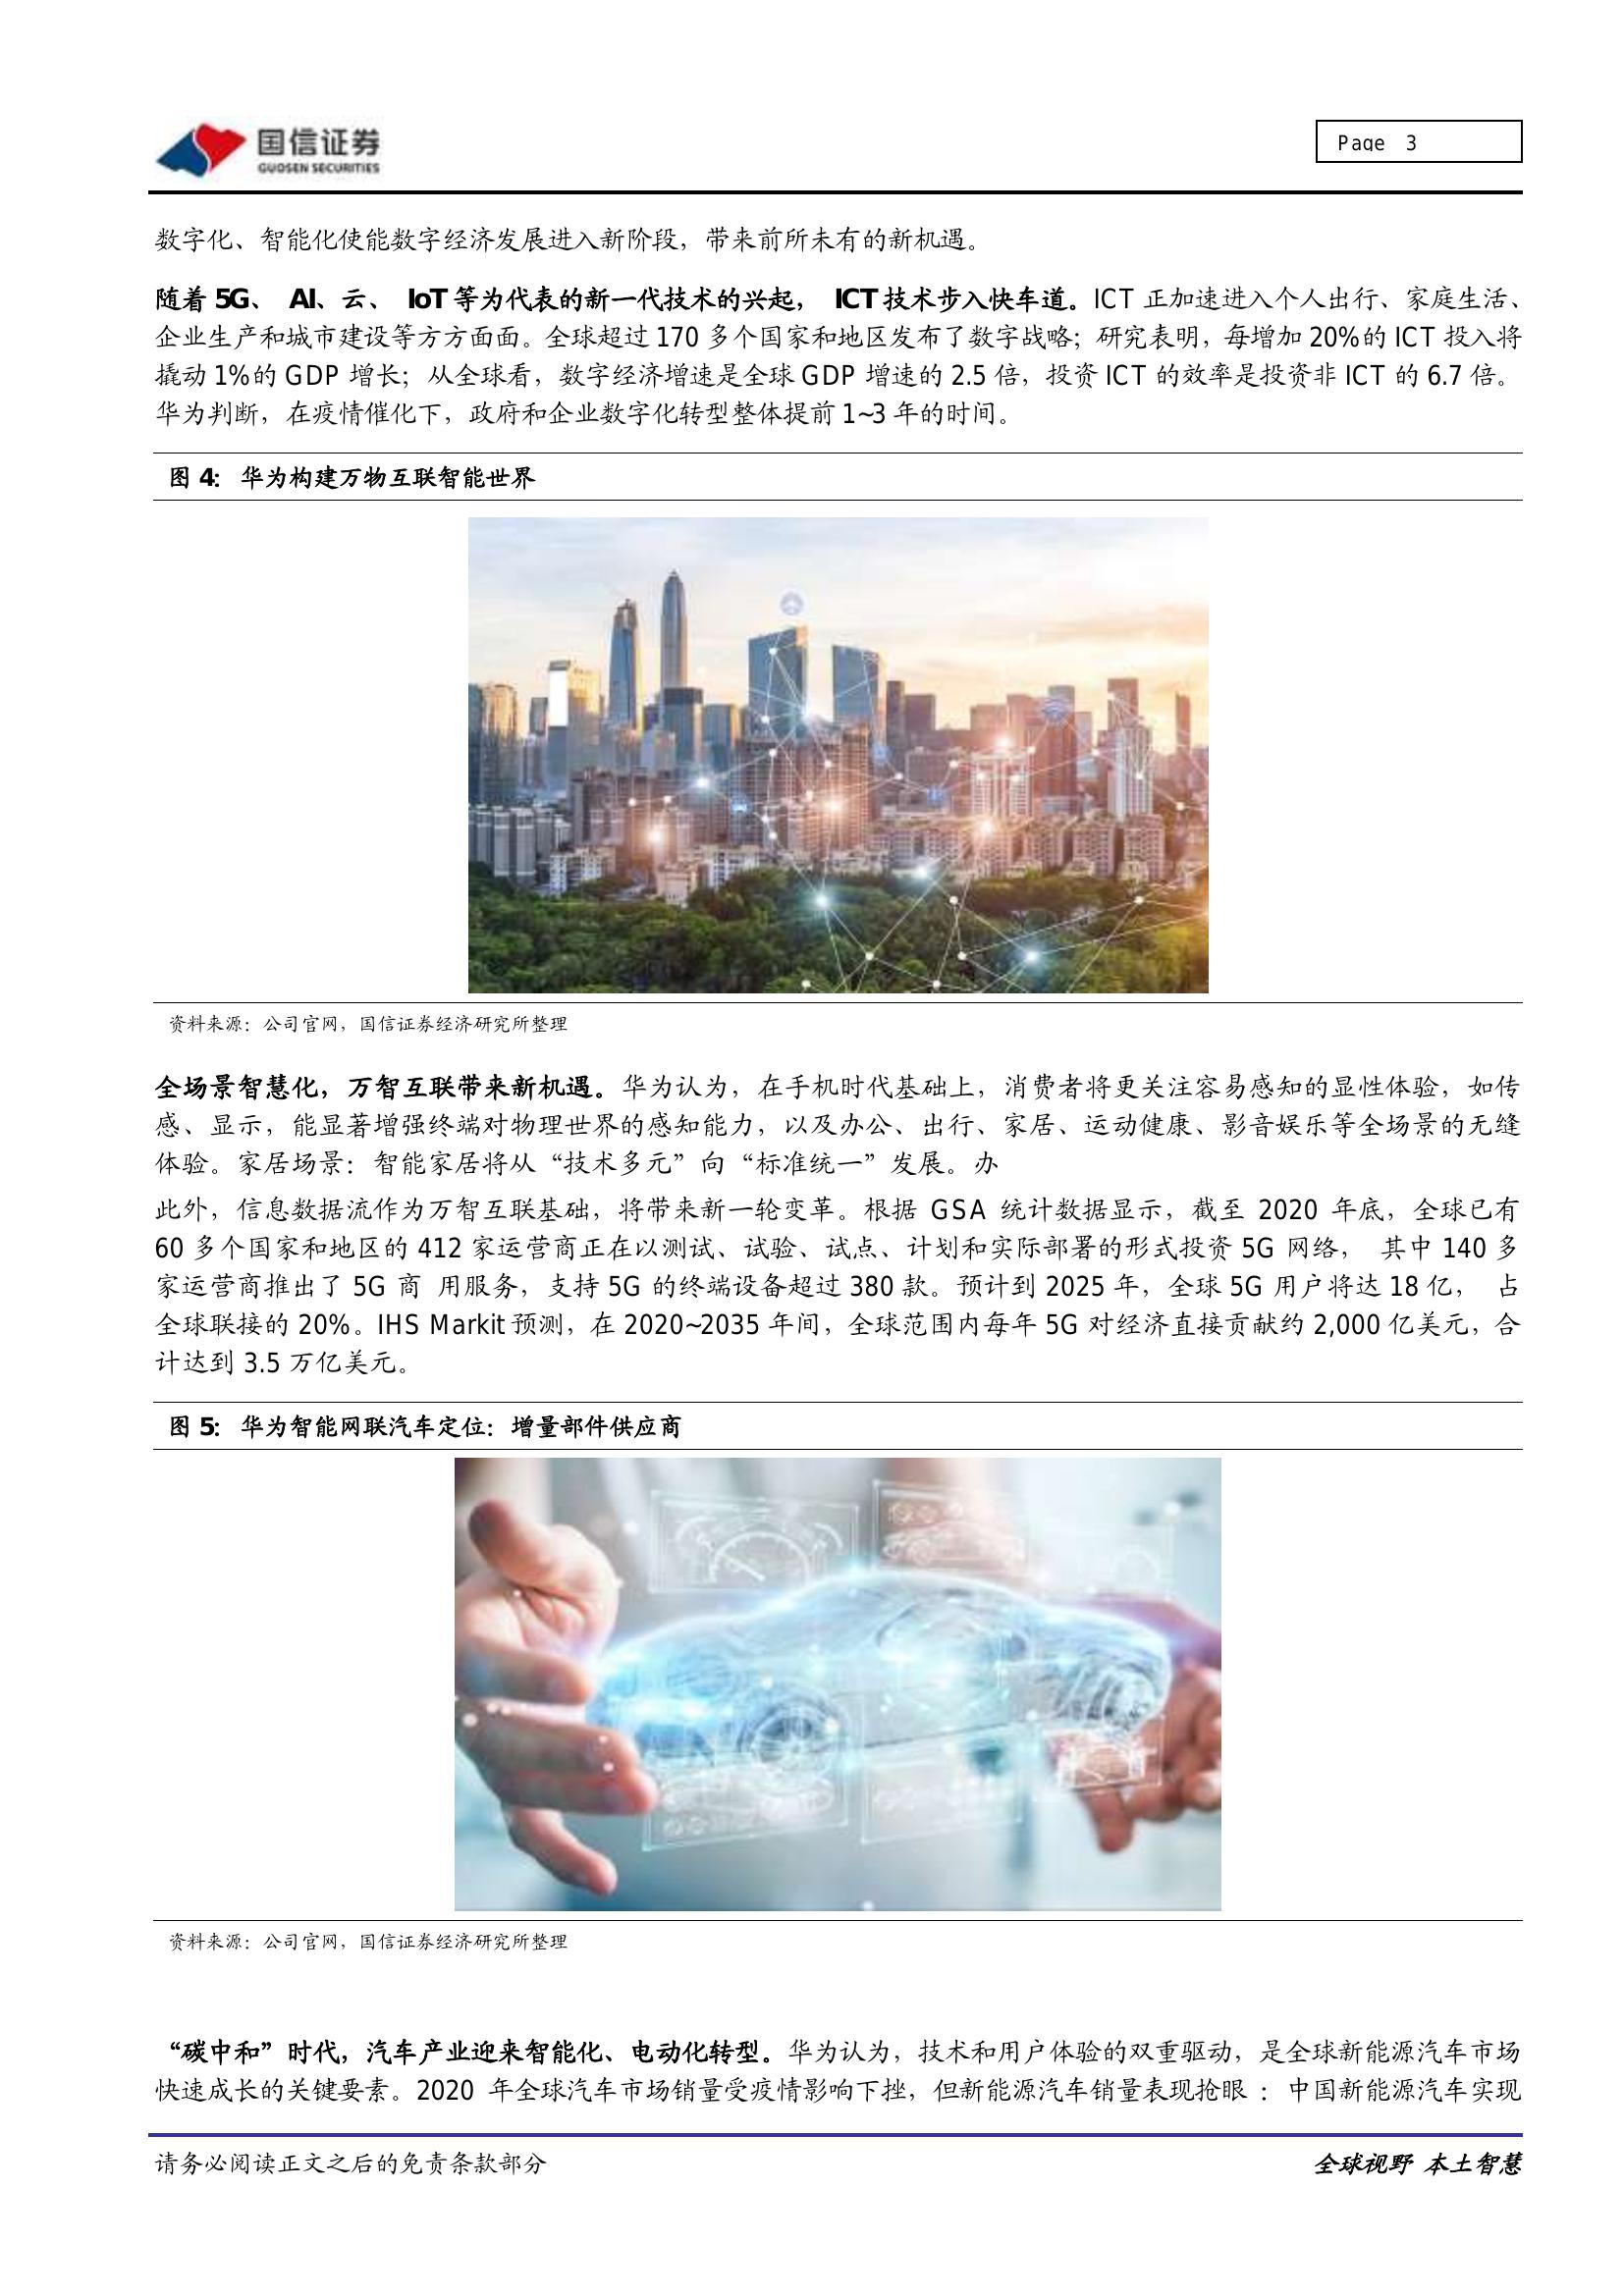 国信证券
GUOSEN SECURITIES
Page 3
数字化、智能化使能数字经济发展进入新阶段，带来前所未有的新机遇。
随着 5G、 AI、云、 IoT 等为代表的新一代技术的兴起， ICT 技术步入快车道。ICT 正加速进入个人出行、家庭生活、
企业生产和城市建设等方方面面。全球超过 170 多个国家和地区发布了数字战略；研究表明，每增加 20%的 ICT 投入将
撬动 1%的 GDP 增长；从全球看，数字经济增速是全球 GDP 增速的 2.5 倍，投资 ICT 的效率是投资非 ICT 的 6.7 倍。
华为判断，在疫情催化下，政府和企业数字化转型整体提前 1~3 年的时间。
图 4：华为构建万物互联智能世界
资料来源：公司官网，国信证券经济研究所整理
全场景智慧化，万智互联带来新机遇。华为认为，在手机时代基础上，消费者将更关注容易感知的显性体验，如传
感、显示，能显著增强终端对物理世界的感知能力，以及办公、出行、家居、运动健康、影音娱乐等全场景的无缝
体验。家居场景：智能家居将从“技术多元”向“标准统一”发展。办
此外，信息数据流作为万智互联基础，将带来新一轮变革。根据 GSA 统计数据显示，截至 2020 年底，全球已有
60 多个国家和地区的 412 家运营商正在以测试、试验、试点、计划和实际部署的形式投资 5G 网络， 其中 140 多
家运营商推出了 5G 商 用服务，支持 5G 的终端设备超过 380 款。预计到 2025 年，全球 5G 用户将达 18 亿， 占
全球联接的 20%。IHS Markit 预测，在 2020~2035 年间，全球范围内每年 5G 对经济直接贡献约 2,000 亿美元，合
计达到 3.5 万亿美元。
图 5：华为智能网联汽车定位：增量部件供应商
资料来源：公司官网，国信证券经济研究所整理
“碳中和”时代，汽车产业迎来智能化、电动化转型。华为认为，技术和用户体验的双重驱动，是全球新能源汽车市场
快速成长的关键要素。2020 年全球汽车市场销量受疫情影响下挫，但新能源汽车销量表现抢眼 ：中国新能源汽车实现
请务必阅读正文之后的免责条款部分
全球视野 本土智慧